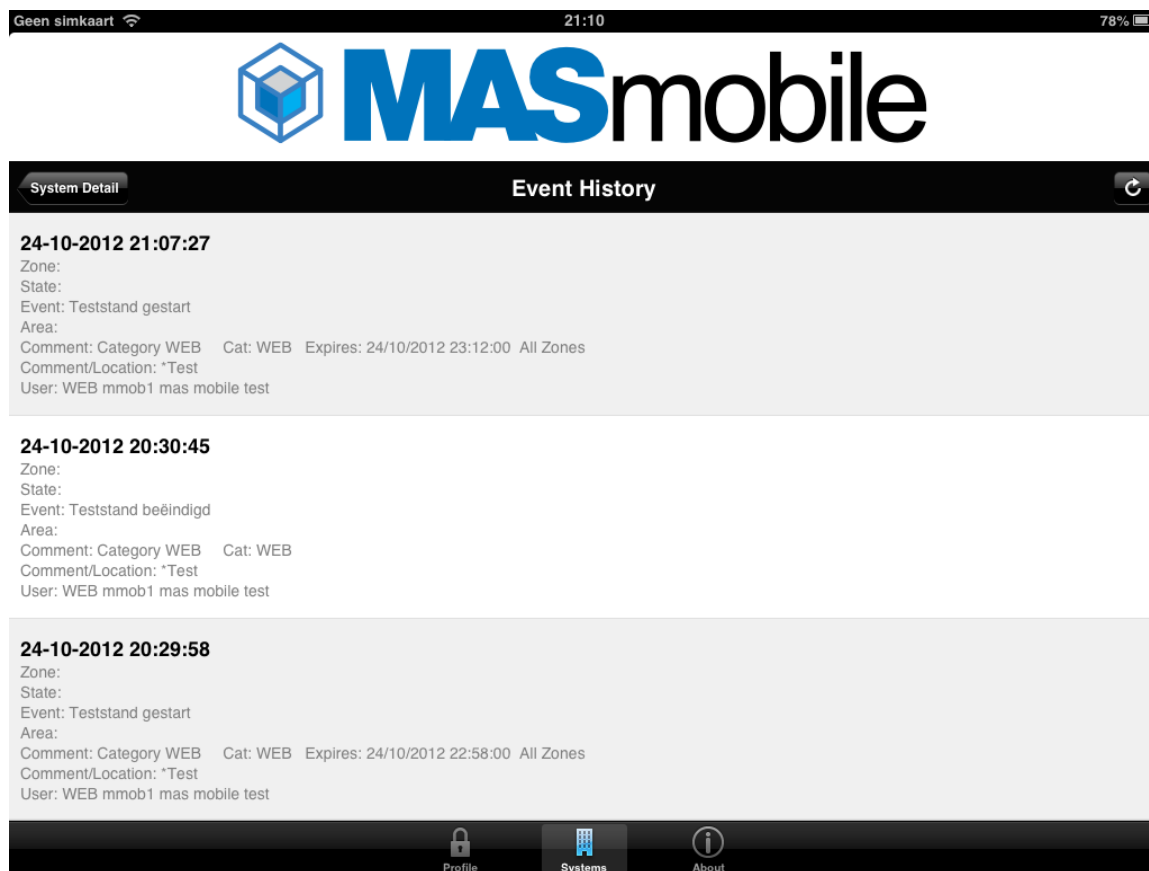 Geen simkaart 21:10 78%
MASmobile
System Detail Event History
24-10-2012 21:07:27
Zone:
State:
Event: Teststand gestart
Area:
Comment: Category WEB Cat: WEB Expires: 24/10/2012 23:12:00 All Zones
Comment/Location: *Test
User: WEB mmob1 mas mobile test
24-10-2012 20:30:45
Zone:
State:
Event: Teststand beëindigd
Area:
Comment: Category WEB Cat: WEB
Comment/Location: *Test
User: WEB mmob1 mas mobile test
24-10-2012 20:29:58
Zone:
State:
Event: Teststand gestart
Area:
Comment: Category WEB Cat: WEB Expires: 24/10/2012 22:58:00 All Zones
Comment/Location: *Test
User: WEB mmob1 mas mobile test
Profile Systems About